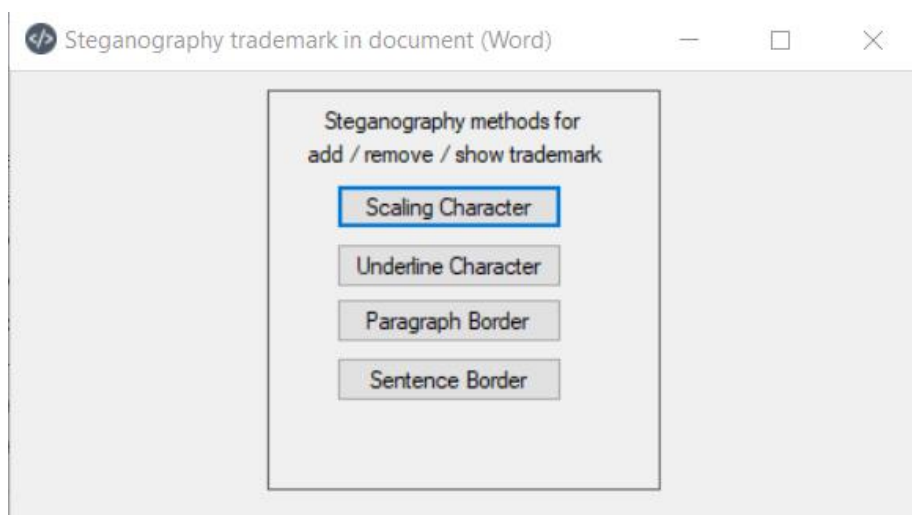 Steganography trademark in document (Word)
Steganography methods for
add / remove / show trademark
Scaling Character
Underline Character
Paragraph Border
Sentence Border